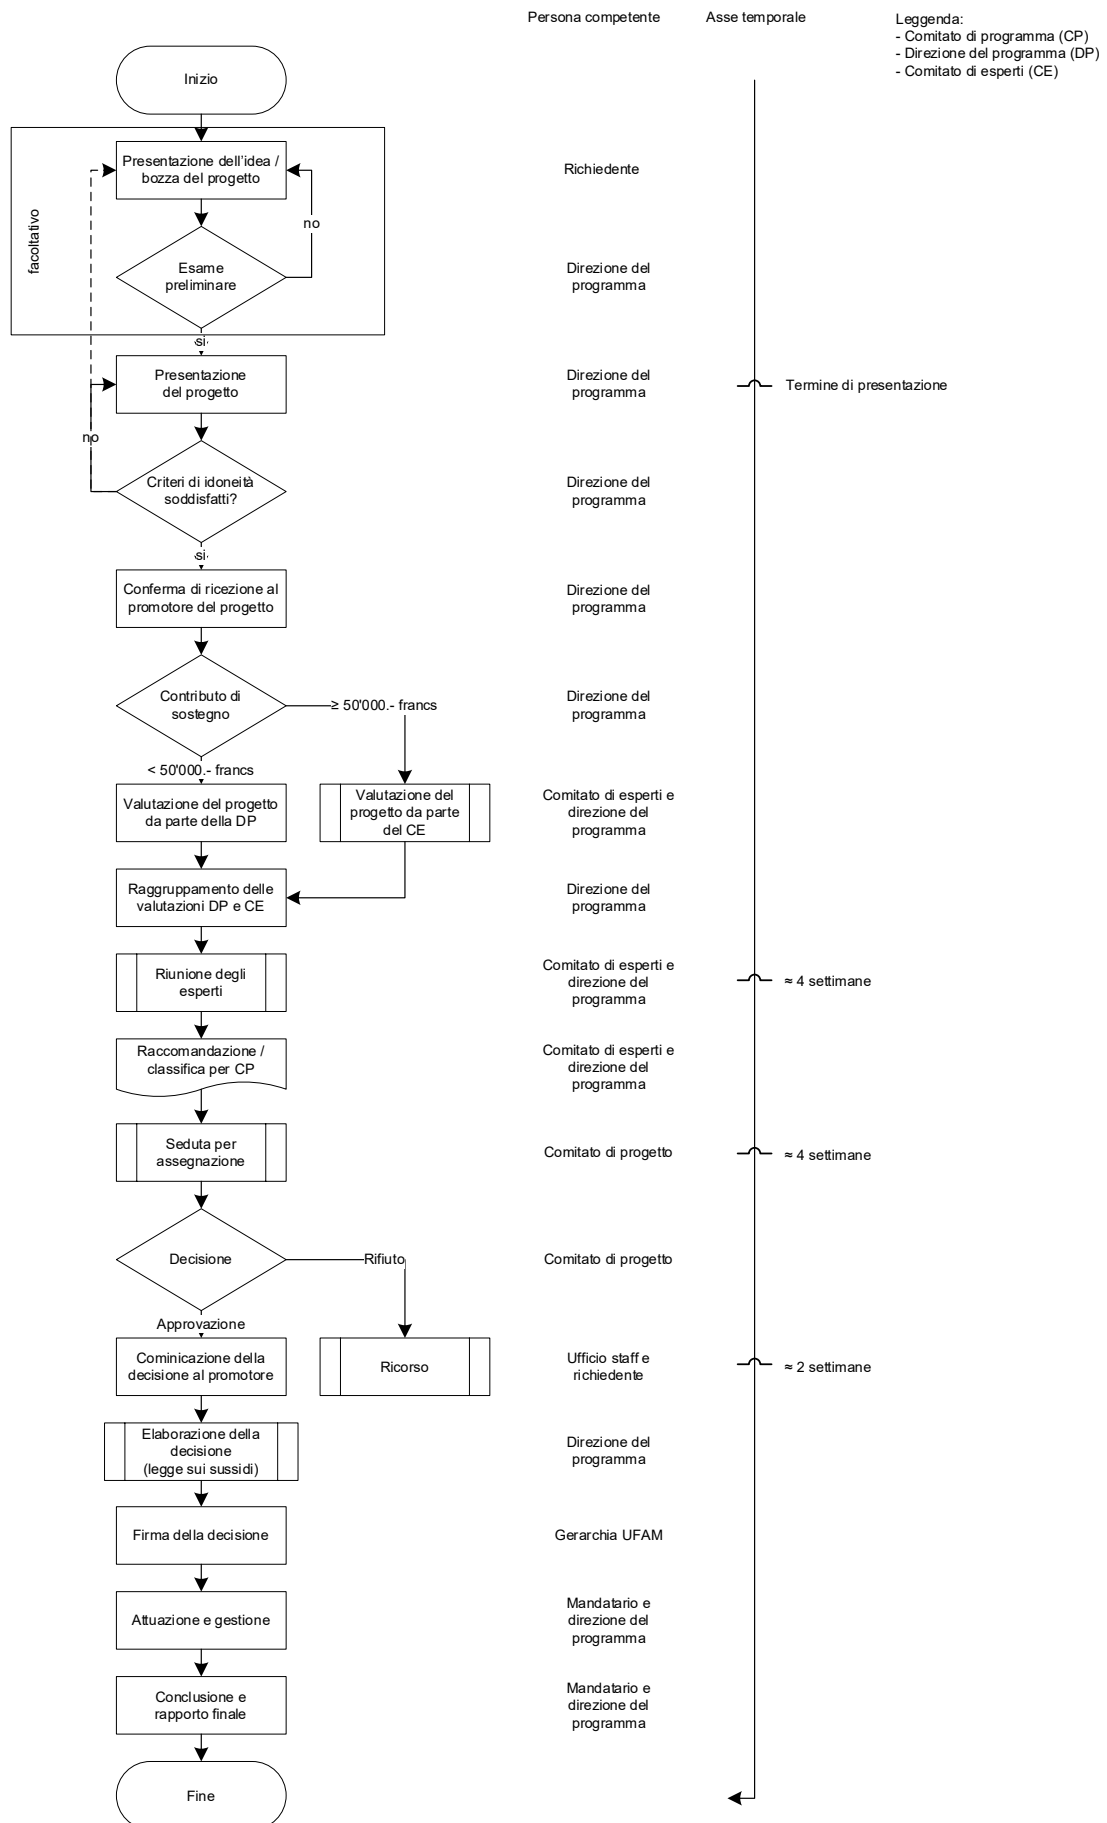 Persona competente
Asse temporale
Leggenda:
- Comitato di programma (CP)
- Direzione del programma (DP)
- Comitato di esperti (CE)
Inizio
facoltativo
Presentazione dell'idea /
bozza del progetto
Richiedente
no
Esame
preliminare
Direzione del
programma
si
Presentazione
del progetto
Direzione del
programma
Termine di presentazione
no
Criteri di idoneità
soddisfatti?
Direzione del
programma
si
Conferma di ricezione al
promotore del progetto
Direzione del
programma
Contributo di
sostegno
≥ 50'000.- francs
Direzione del
programma
< 50'000.- francs
Valutazione del progetto
da parte della DP
Valutazione del
progetto da parte
del CE
Comitato di esperti e
direzione del
programma
Raggruppamento delle
valutazioni DP e CE
Direzione del
programma
Riunione degli
esperti
Comitato di esperti e
direzione del
programma
≈ 4 settimane
Raccomandazione /
classifica per CP
Comitato di esperti e
direzione del
programma
Seduta per
assegnazione
Comitato di progetto
≈ 4 settimane
Decisione
Rifiuto
Comitato di progetto
Approvazione
Cominicazione della
decisione al promotore
Ricorso
Ufficio staff e
richiedente
≈ 2 settimane
Elaborazione della
decisione
(legge sui sussidi)
Direzione del
programma
Firma della decisione
Gerarchia UFAM
Attuazione e gestione
Mandatario e
direzione del
programma
Conclusione e
rapporto finale
Mandatario e
direzione del
programma
Fine